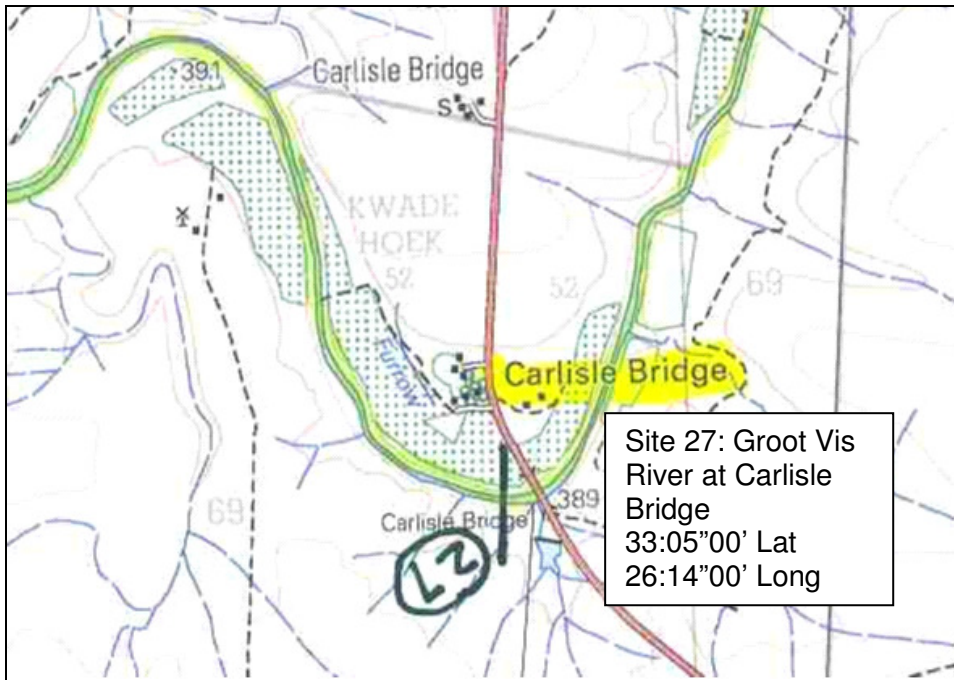 391
Carlisle Bridge
S
KWADE
HOEK
52
52
69
Furrow
Carlisle Bridge
Site 27: Groot Vis
River at Carlisle
Bridge
33:05”00’ Lat
26:14”00’ Long
69
389
Carlisle Bridge
27